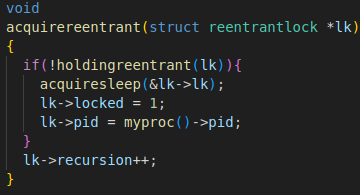 void
acquirereentrant(struct reentrantlock *lk)
{
  if(!holdingreentrant(lk)){
    acquiresleep(&lk->lk);
    lk->locked = 1;
    lk->pid = myproc()->pid;
  }
  lk->recursion++;
}